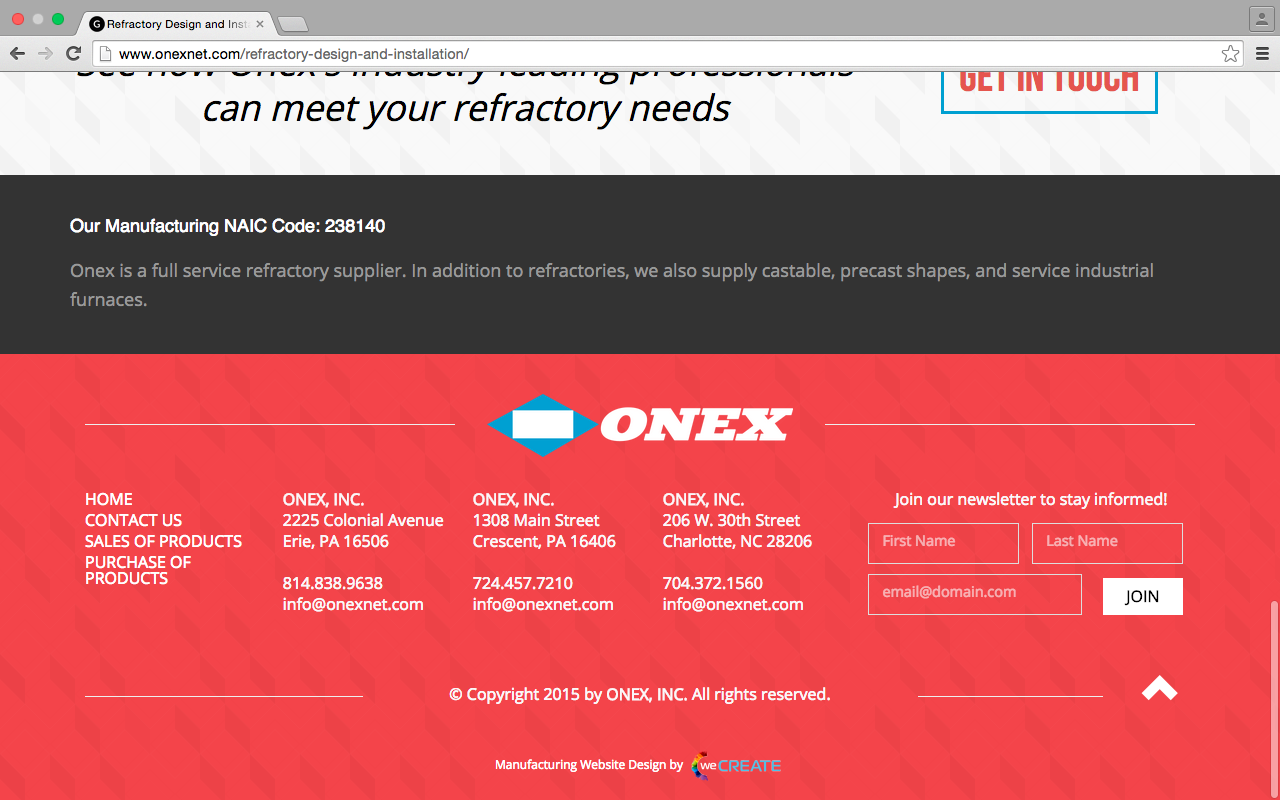 Refractory Design and Inst
www.onexnet.com/refractory-design-and-installation/
See how Onex's industry leading professionals
can meet your refractory needs
GET IN TOUCH
Our Manufacturing NAIC Code: 238140
Onex is a full service refractory supplier. In addition to refractories, we also supply castable, precast shapes, and service industrial
furnaces.
ONEX
HOME
CONTACT US
SALES OF PRODUCTS
PURCHASE OF
PRODUCTS
ONEX, INC.
2225 Colonial Avenue
Erie, PA 16506
814.838.9638
info@onexnet.com
ONEX, INC.
1308 Main Street
Crescent, PA 16406
724.457.7210
info@onexnet.com
ONEX, INC.
206 W. 30th Street
Charlotte, NC 28206
704.372.1560
info@onexnet.com
Join our newsletter to stay informed!
First Name
Last Name
email@domain.com
JOIN
© Copyright 2015 by ONEX, INC. All rights reserved.
Manufacturing Website Design by weCREATE